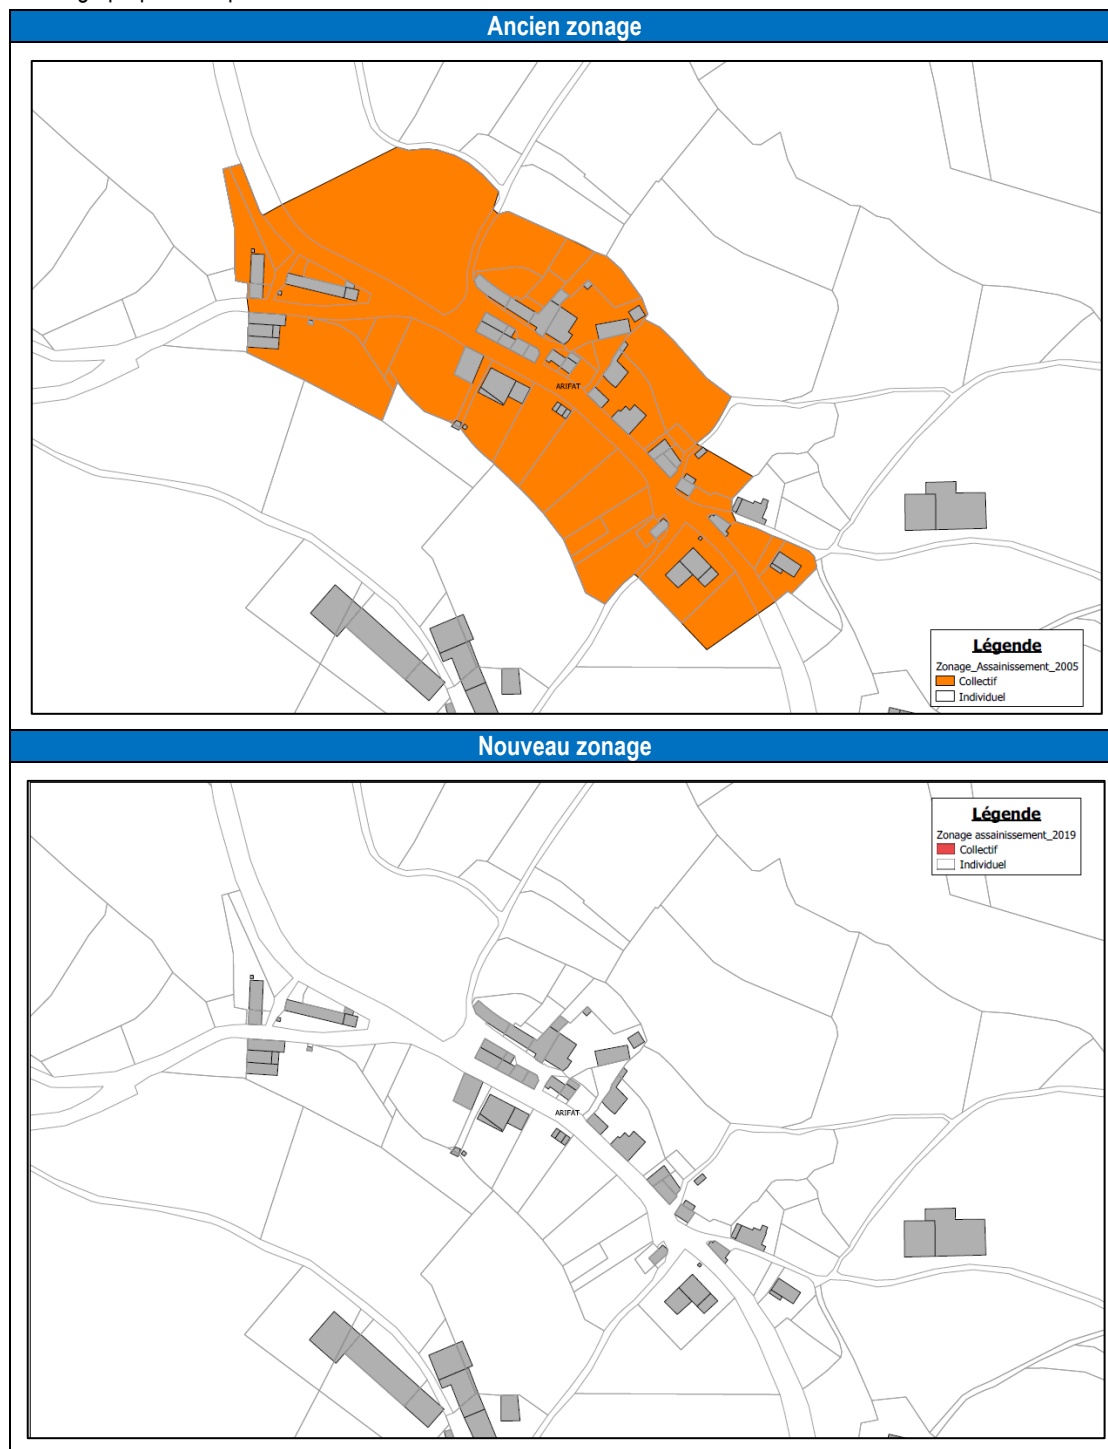 Ancien zonage
ARIFAT
Légende
Zonage_Assainissement_2005
Collectif
Individuel
Nouveau zonage
Légende
Zonage assainissement_2019
Collectif
Individuel
ARIFAT